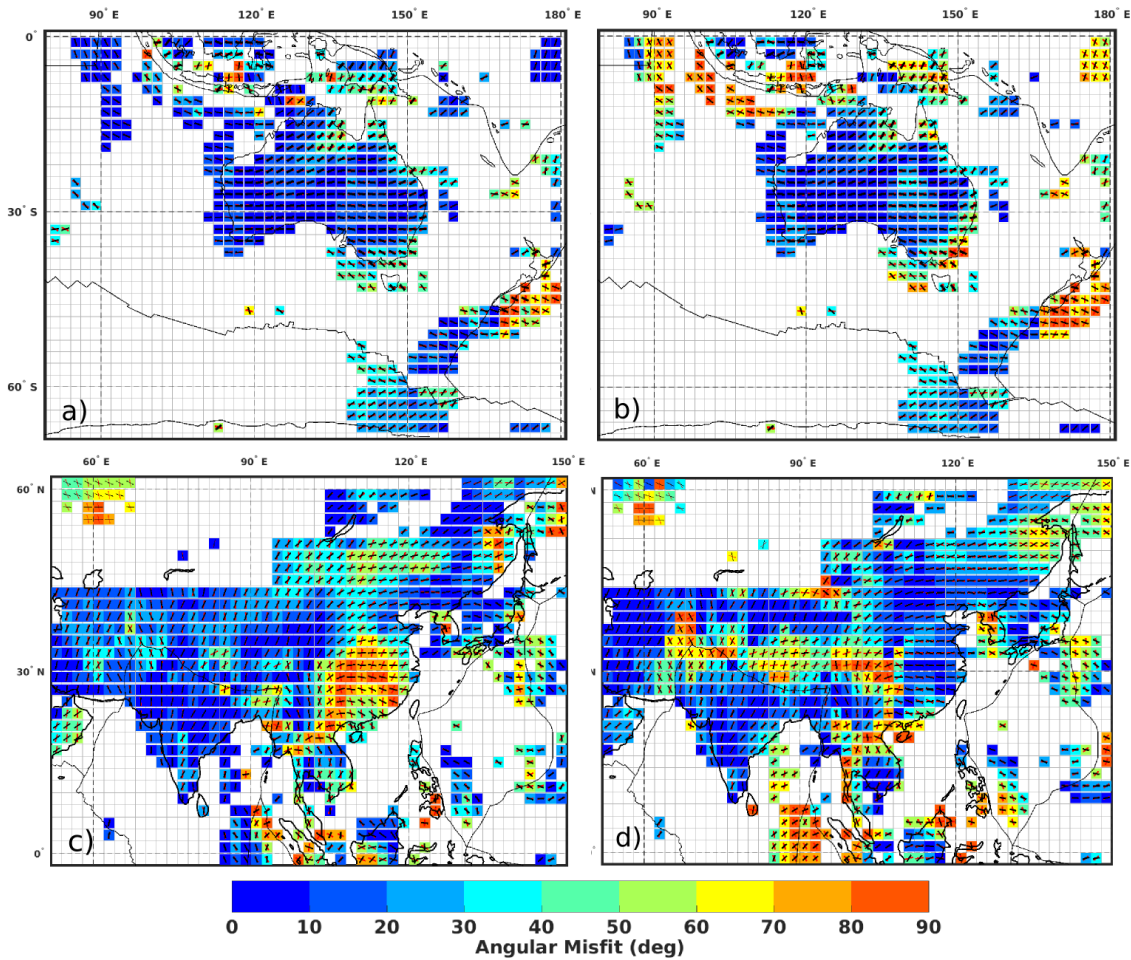 90° E 120° E 150° E 180° E
90° E 120° E 150° E 180° E
0°
30° S
60° S
a)
b)
60° E 90° E 120° E 150° E
60° E 90° E 120° E 150° E
60° N
30° N
0°
N
N
c)
d)
0 10 20 30 40 50 60 70 80 90
Angular Misfit (deg)